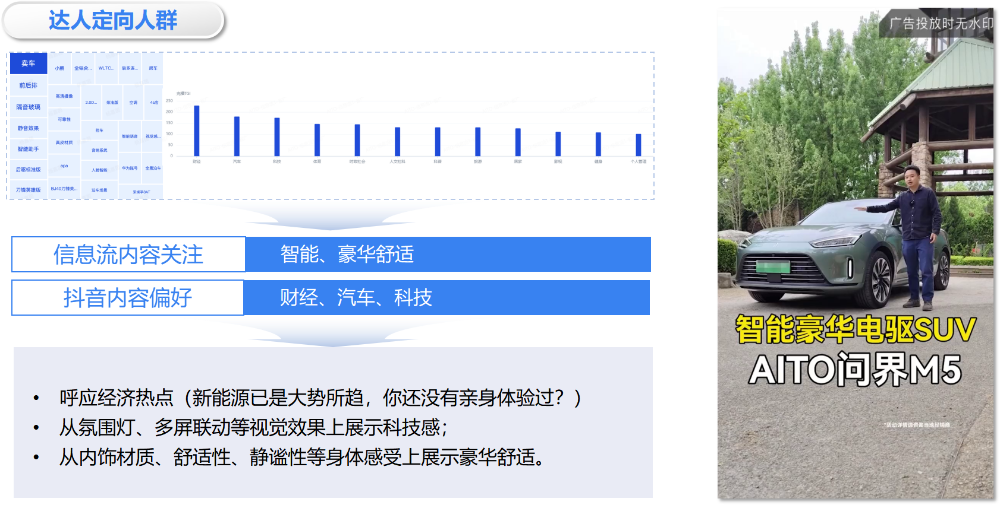 达人定向人群
卖车
前后排
隔音玻璃
静音效果
智能助手
后驱标准版
刀锋英雄版
小鹏
全铝合...
WLTC...
后多连...
房车
高清摄像
可靠性
真皮材质
apa
BJ40刀锋英...
2.0D...
柴油版
空调
4s店
控车
音响系统
人脸智能
泊车场景
智能语音
视觉感...
华为账号
全景泊车
宋娱享BAT
兴趣TGI
250
200
150
100
50
0
财经
汽车
科技
体育
时政社会
人文社科
科普
旅游
居家
影视
健身
个人管理
信息流内容关注
智能、豪华舒适
抖音内容偏好
财经、汽车、科技
• 呼应经济热点（新能源已是大势所趋，你还没有亲身体验过？）
• 从氛围灯、多屏联动等视觉效果上展示科技感；
• 从内饰材质、舒适性、静谧性等身体感受上展示豪华舒适。
广告投放时无水印
智能豪华电驱SUV
AITO问界M5
*活动详情请咨询当地经销商